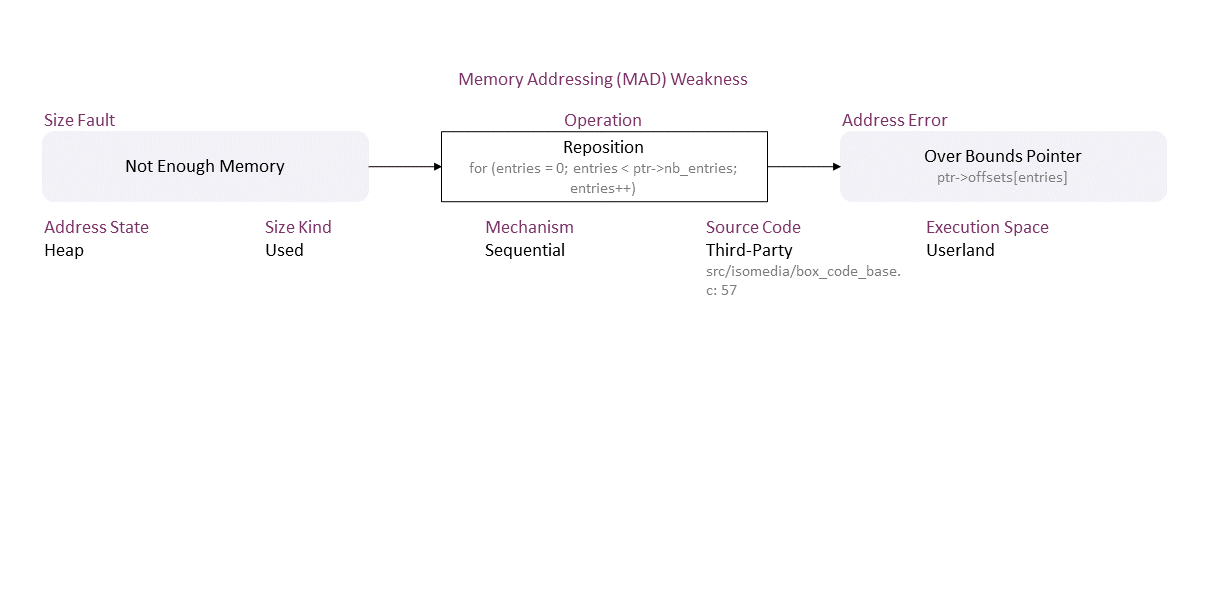 Memory Addressing (MAD) Weakness
Size Fault
Operation
Address Error
Not Enough Memory
Reposition
for (entries = 0; entries < ptr->nb_entries;
entries++)
Over Bounds Pointer
ptr->offsets[entries]
Address State
Size Kind
Mechanism
Source Code
Execution Space
Heap
Used
Sequential
Third-Party
Userland
src/isomedia/box_code_base.
c: 57